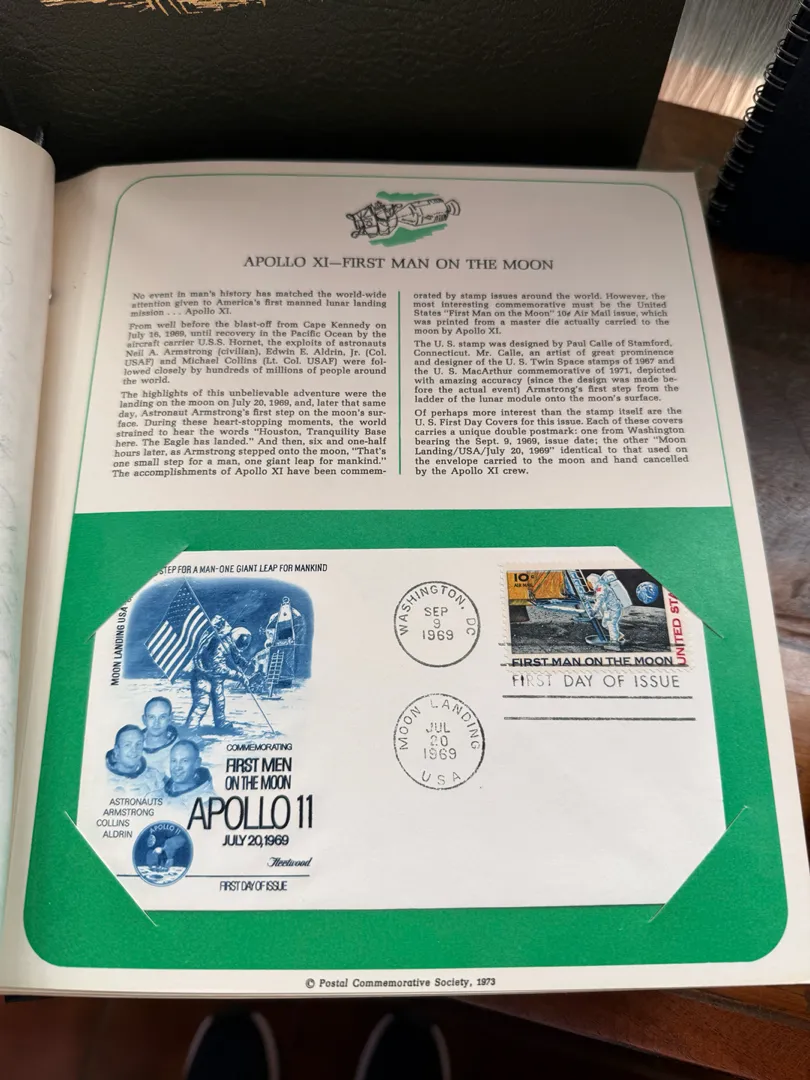 APOLLO XI—FIRST MAN ON THE MOON
No event in man's history has matched the world-wide
attention given to America's first manned lunar landing
mission . . . Apollo XI.
From well before the blast-off from Cape Kennedy on
July 16, 1969, until recovery in the Pacific Ocean by the
aircraft carrier U.S.S. Hornet, the exploits of astronauts
Neil A. Armstrong (civilian), Edwin E. Aldrin, Jr. (Col.
USAF) and Michael Collins (Lt. Col. USAF) were fol-
lowed closely by hundreds of millions of people around
the world.
The highlights of this unbelievable adventure were the
landing on the moon on July 20, 1969, and, later that same
day, Astronaut Armstrong's first step on the moon's sur-
face. During these heart-stopping moments, the world
strained to hear the words "Houston, Tranquility Base
here. The Eagle has landed." And then, six and one-half
hours later, as Armstrong stepped onto the moon, "That's
one small step for a man, one giant leap for mankind."
The accomplishments of Apollo XI have been commem-
orated by stamp issues around the world. However, the
most interesting commemorative must be the United
States "First Man on the Moon" 10¢ Air Mail issue, which
was printed from a master die actually carried to the
moon by Apollo XI.
The U. S. stamp was designed by Paul Calle of Stamford,
Connecticut. Mr. Calle, an artist of great prominence
and designer of the U. S. Twin Space stamps of 1967 and
the U. S. MacArthur commemorative of 1971, depicted
with amazing accuracy (since the design was made be-
fore the actual event) Armstrong's first step from the
ladder of the lunar module onto the moon's surface.
Of perhaps more interest than the stamp itself are the
U. S. First Day Covers for this issue. Each of these covers
carries a unique double postmark: one from Washington
bearing the Sept. 9, 1969, issue date; the other "Moon
Landing/USA/July 20, 1969" identical to that used on
the envelope carried to the moon and hand cancelled
by the Apollo XI crew.
STEP FOR A MAN-ONE GIANT LEAP FOR MANKIND
MOON LANDING USA
COMMEMORATING
FIRST MEN
ON THE MOON
APOLLO 11
JULY 20, 1969
ASTRONAUTS
ARMSTRONG
COLLINS
ALDRIN
APOLLO 11
Fleetwood
FIRST DAY OF ISSUE
WASHINGTON, DC
SEP
9
1969
MOON LANDING
JUL
20
1969
USA
10¢
AIR MAIL
UNITED STA
FIRST MAN ON THE MOON
FIRST DAY OF ISSUE
© Postal Commemorative Society, 1973